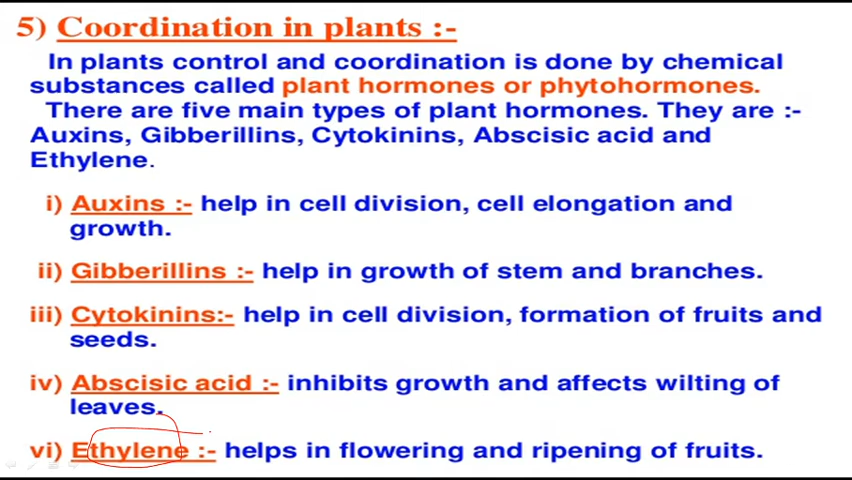 5) Coordination in plants :-
In plants control and coordination is done by chemical
substances called plant hormones or phytohormones.
There are five main types of plant hormones. They are :-
Auxins, Gibberillins, Cytokinins, Abscisic acid and
Ethylene.
i) Auxins :- help in cell division, cell elongation and
growth.
ii) Gibberillins :- help in growth of stem and branches.
iii) Cytokinins:- help in cell division, formation of fruits and
seeds.
iv) Abscisic acid :- inhibits growth and affects wilting of
leaves.
vi) Ethylene :- helps in flowering and ripening of fruits.